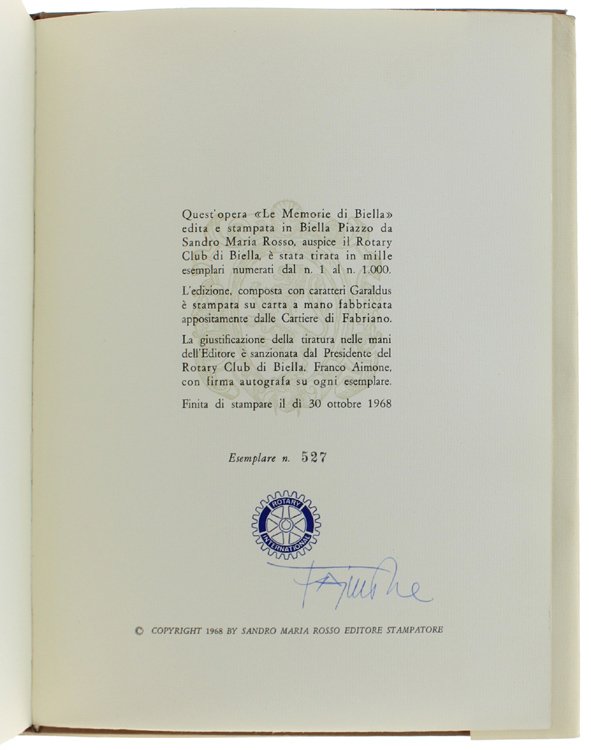 Quest'opera «Le Memorie di Biella»
edita e stampata in Biella Piazzo da
Sandro Maria Rosso, auspice il Rotary
Club di Biella, è stata tirata in mille
esemplari numerati dal n. 1 al n. 1.000.
L'edizione, composta con caratteri Garaldus
è stampata su carta a mano fabbricata
appositamente dalle Cartiere di Fabriano.
La giustificazione della tiratura nelle mani
dell'Editore è sanzionata dal Presidente del
Rotary Club di Biella, Franco Aimone,
con firma autografa su ogni esemplare.
Finita di stampare il dì 30 ottobre 1968
Esemplare n. 527
ROTARY
INTERNATIONAL
FAimone
© COPYRIGHT 1968 BY SANDRO MARIA ROSSO EDITORE STAMPATORE